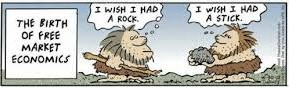 THE BIRTH
OF FREE
MARKET
ECONOMICS
I WISH I HAD
A ROCK.
I WISH I HAD
A STICK.